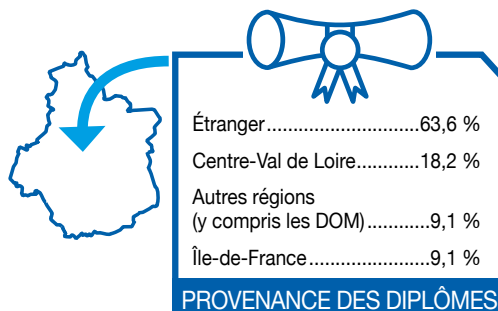 Étranger............................63,6 %
Centre-Val de Loire............18,2 %
Autres régions
(y compris les DOM)............9,1 %
Île-de-France......................9,1 %
PROVENANCE DES DIPLÔMES